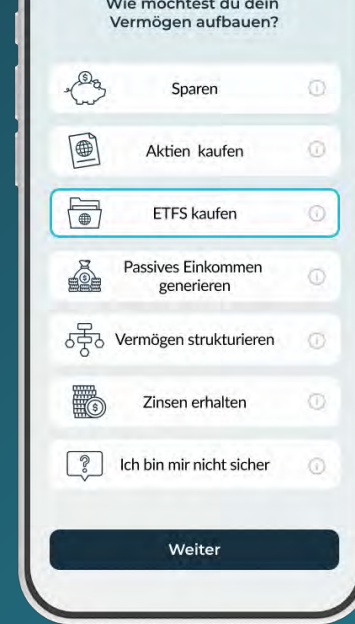 Wie möchtest du dein
Vermögen aufbauen?
Sparen
Aktien kaufen
ETFS kaufen
Passives Einkommen
generieren
Vermögen strukturieren
Zinsen erhalten
Ich bin mir nicht sicher
Weiter